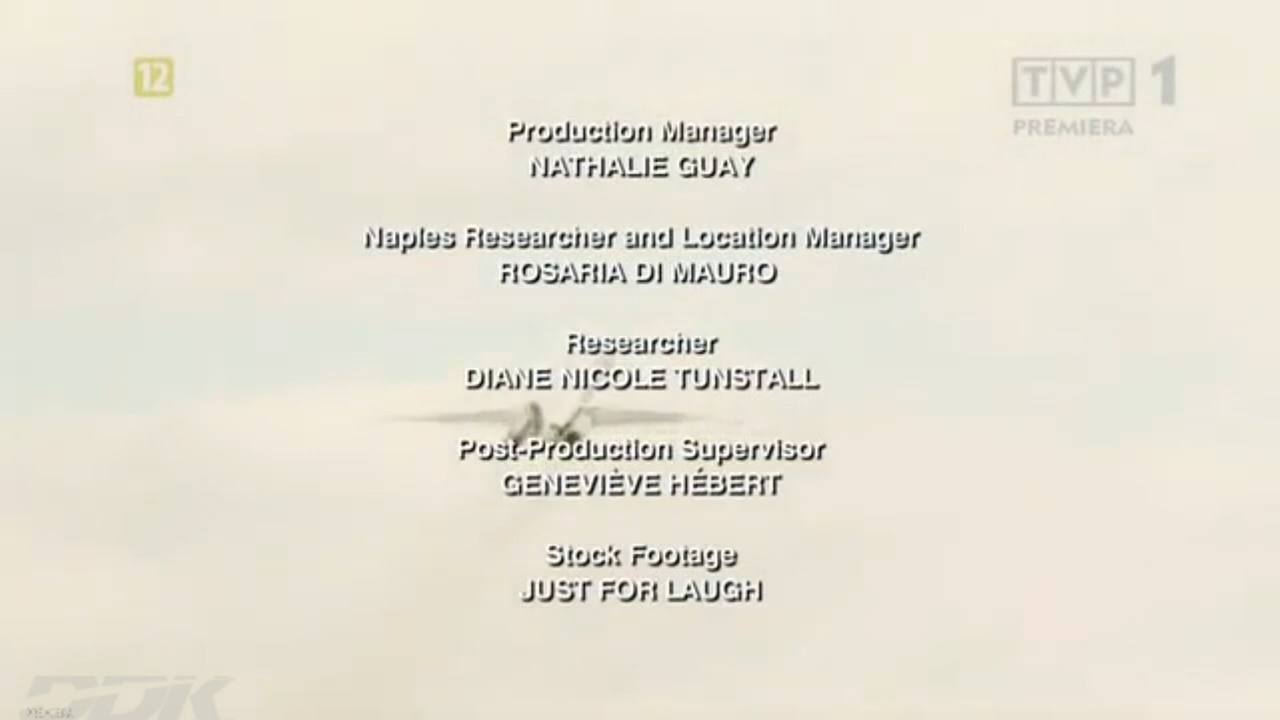 12
TVP 1
PREMIERA
Production Manager
NATHALIE GUAY
Naples Researcher and Location Manager
ROSARIA DI MAURO
Researcher
DIANE NICOLE TUNSTALL
Post-Production Supervisor
GENEVIÈVE HÉBERT
Stock Footage
JUST FOR LAUGH